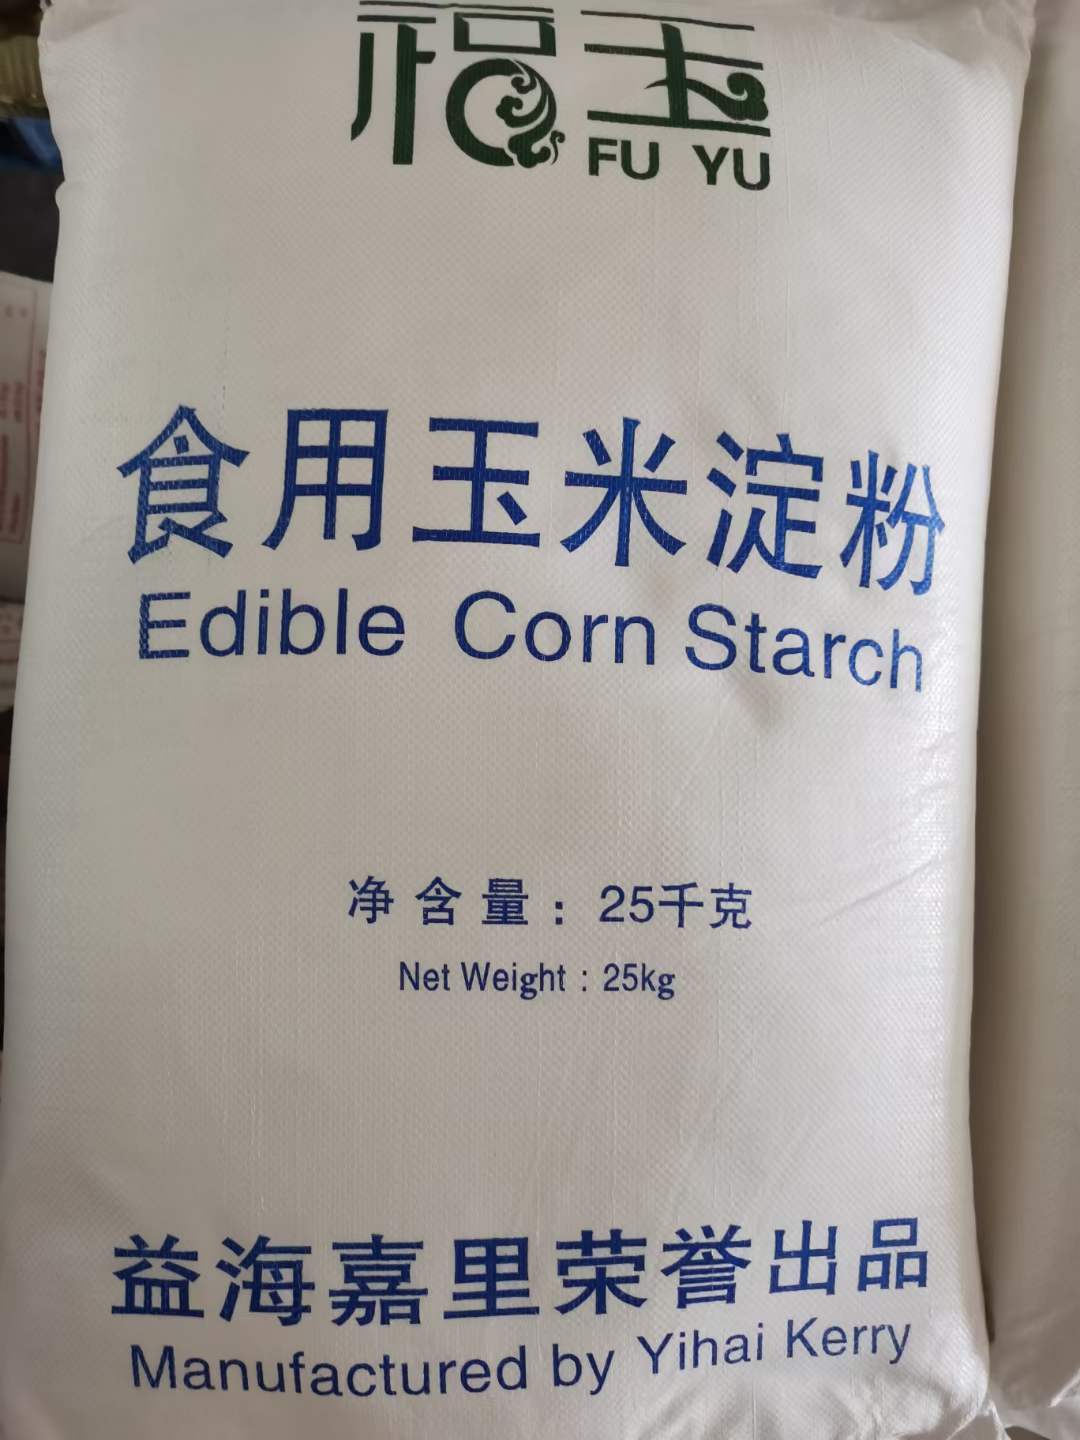 福玉
FU YU
食用玉米淀粉
Edible Corn Starch
净含量：25千克
Net Weight : 25kg
益海嘉里荣誉出品
Manufactured by Yihai Kerry